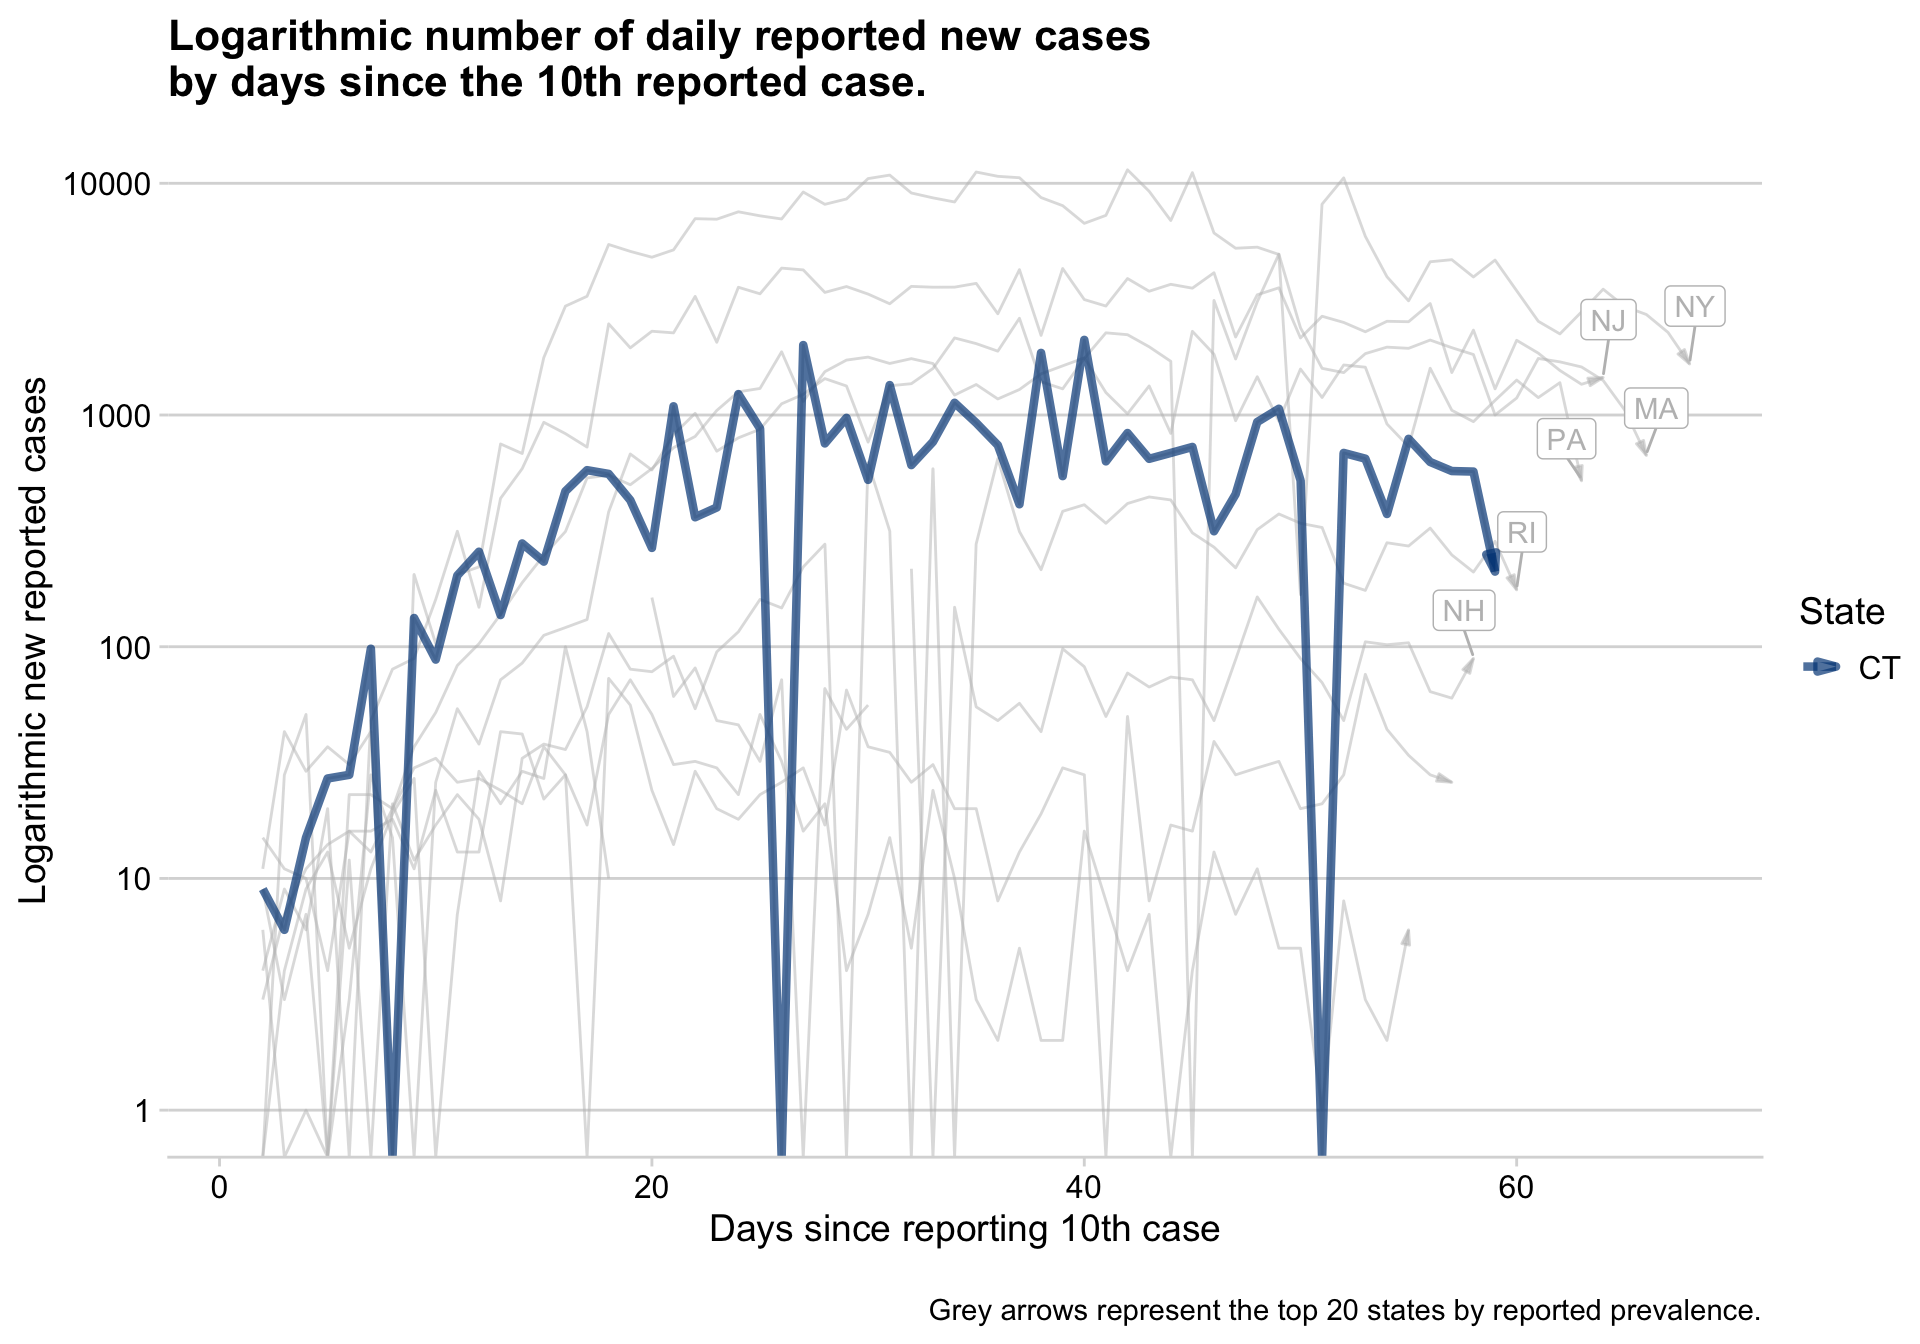 Logarithmic number of daily reported new cases
by days since the 10th reported case.
Logarithmic new reported cases
10000
1000
100
10
1
NJ
NY
MA
PA
RI
NH
State
CT
0
20
40
60
Days since reporting 10th case
Grey arrows represent the top 20 states by reported prevalence.